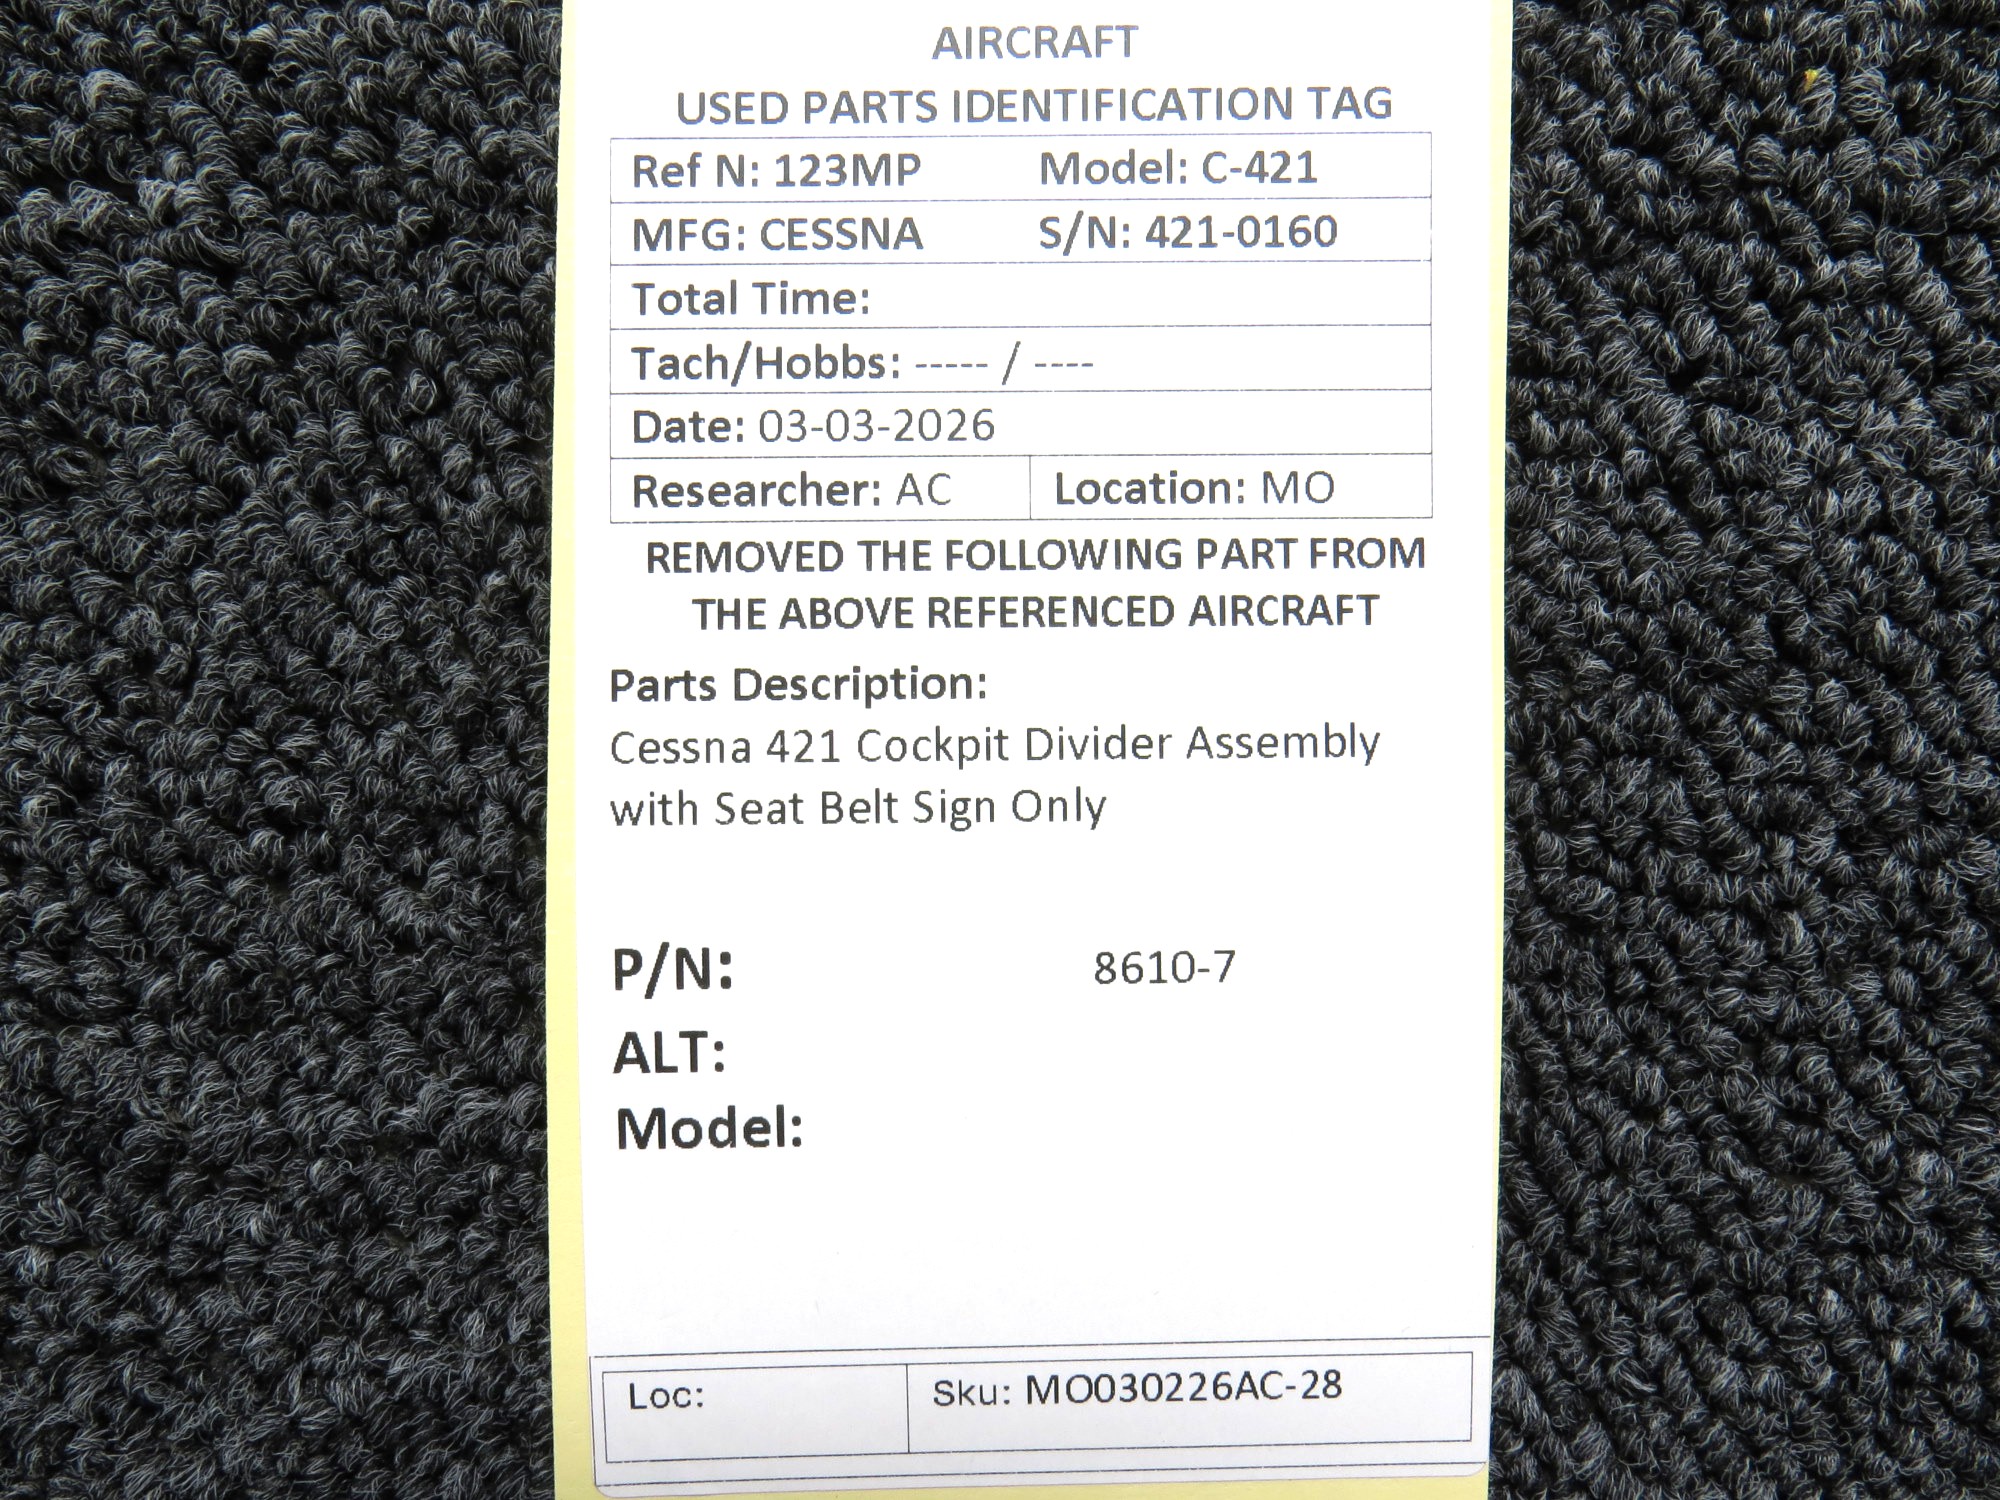 AIRCRAFT
USED PARTS IDENTIFICATION TAG
Ref N: 123MP Model: C-421
MFG: CESSNA S/N: 421-0160
Total Time:
Tach/Hobbs: ----- / ----
Date: 03-03-2026
Researcher: AC Location: MO
REMOVED THE FOLLOWING PART FROM
THE ABOVE REFERENCED AIRCRAFT
Parts Description:
Cessna 421 Cockpit Divider Assembly
with Seat Belt Sign Only
P/N: 8610-7
ALT:
Model:
Loc: Sku: MO030226AC-28